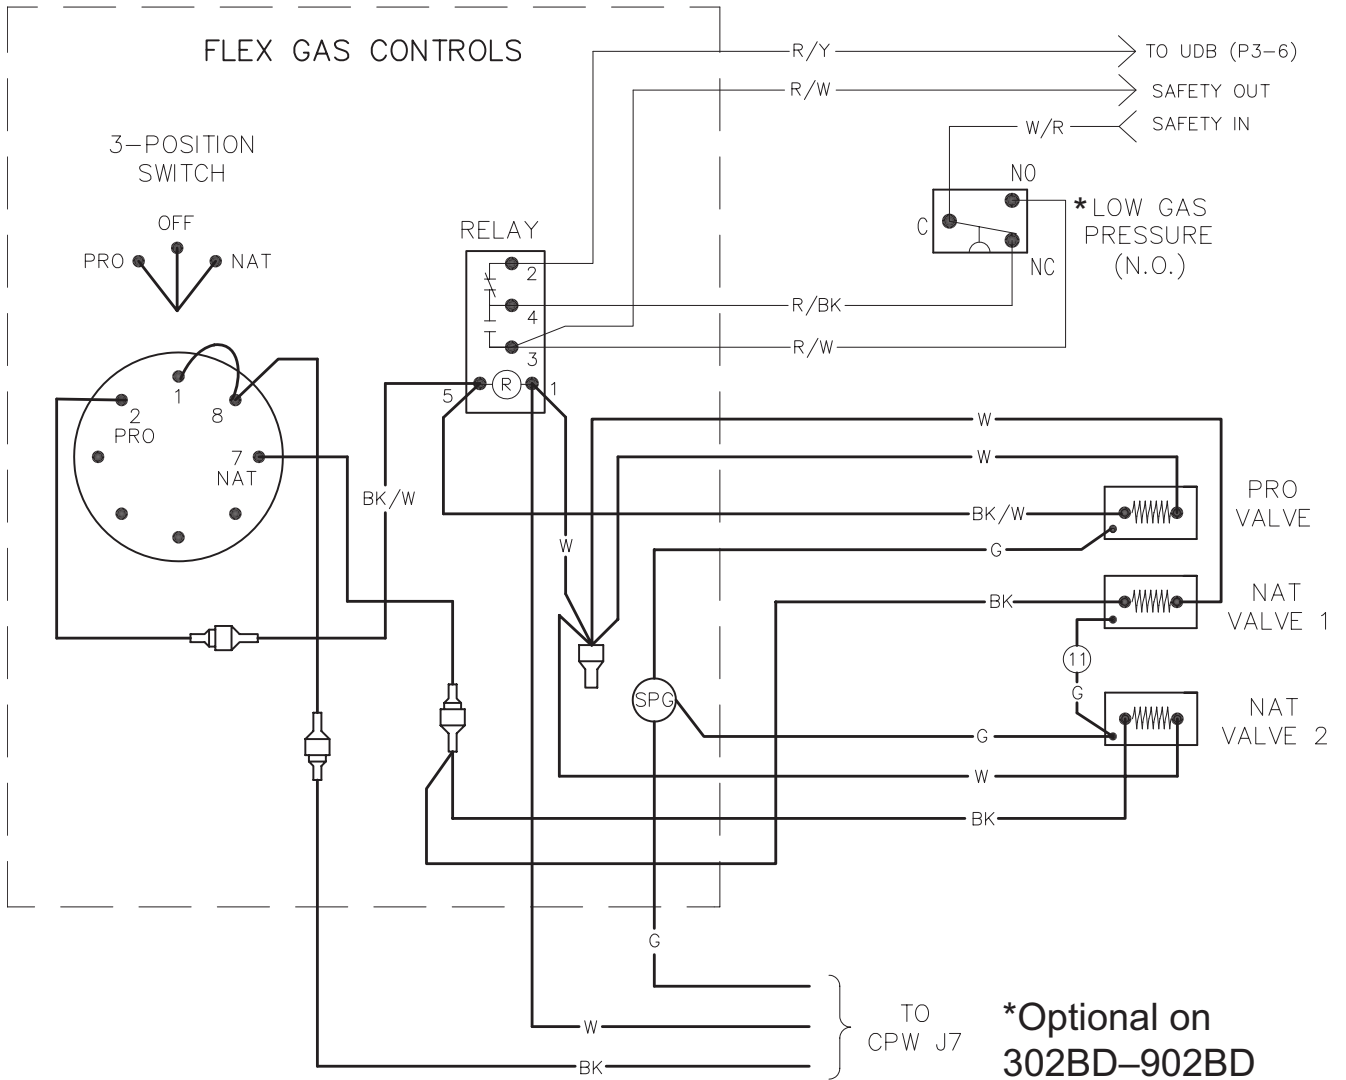 FLEX GAS CONTROLS
R/Y
TO UDB (P3-6)
R/W
SAFETY OUT
W/R
SAFETY IN
3-POSITION
SWITCH
OFF
PRO
NAT
RELAY
2
4
3
5
R
1
NO
C
NC
*LOW GAS
PRESSURE
(N.O.)
R/BK
R/W
1
2
PRO
8
7
NAT
BK/W
W
W
W
BK/W
G
BK
PRO
VALVE
NAT
VALVE 1
11
G
SPG
G
NAT
VALVE 2
W
BK
G
W
BK
TO
CPW J7
*Optional on
302BD–902BD